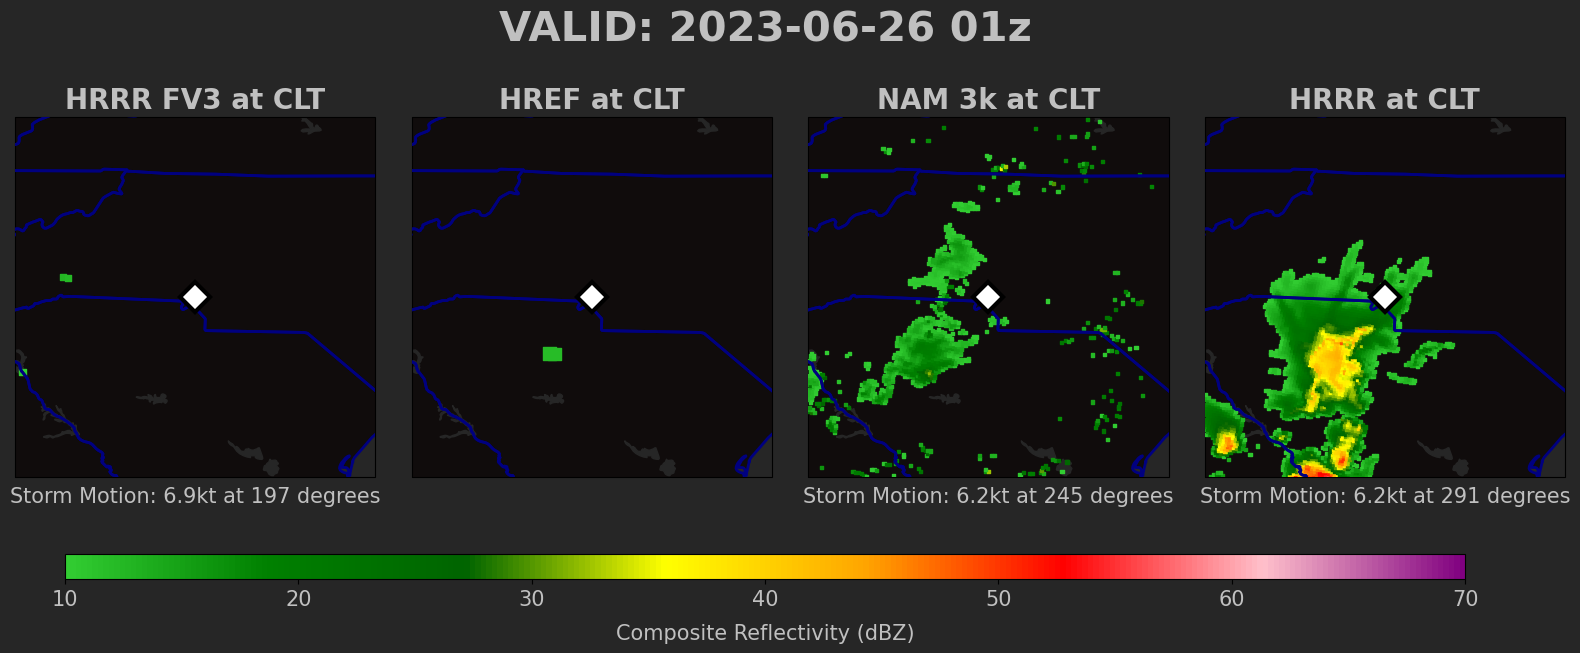 VALID: 2023-06-26 01z
HRRR FV3 at CLT
HREF at CLT
NAM 3k at CLT
HRRR at CLT
Storm Motion: 6.9kt at 197 degrees
Storm Motion: 6.2kt at 245 degrees
Storm Motion: 6.2kt at 291 degrees
10 20 30 40 50 60 70
Composite Reflectivity (dBZ)